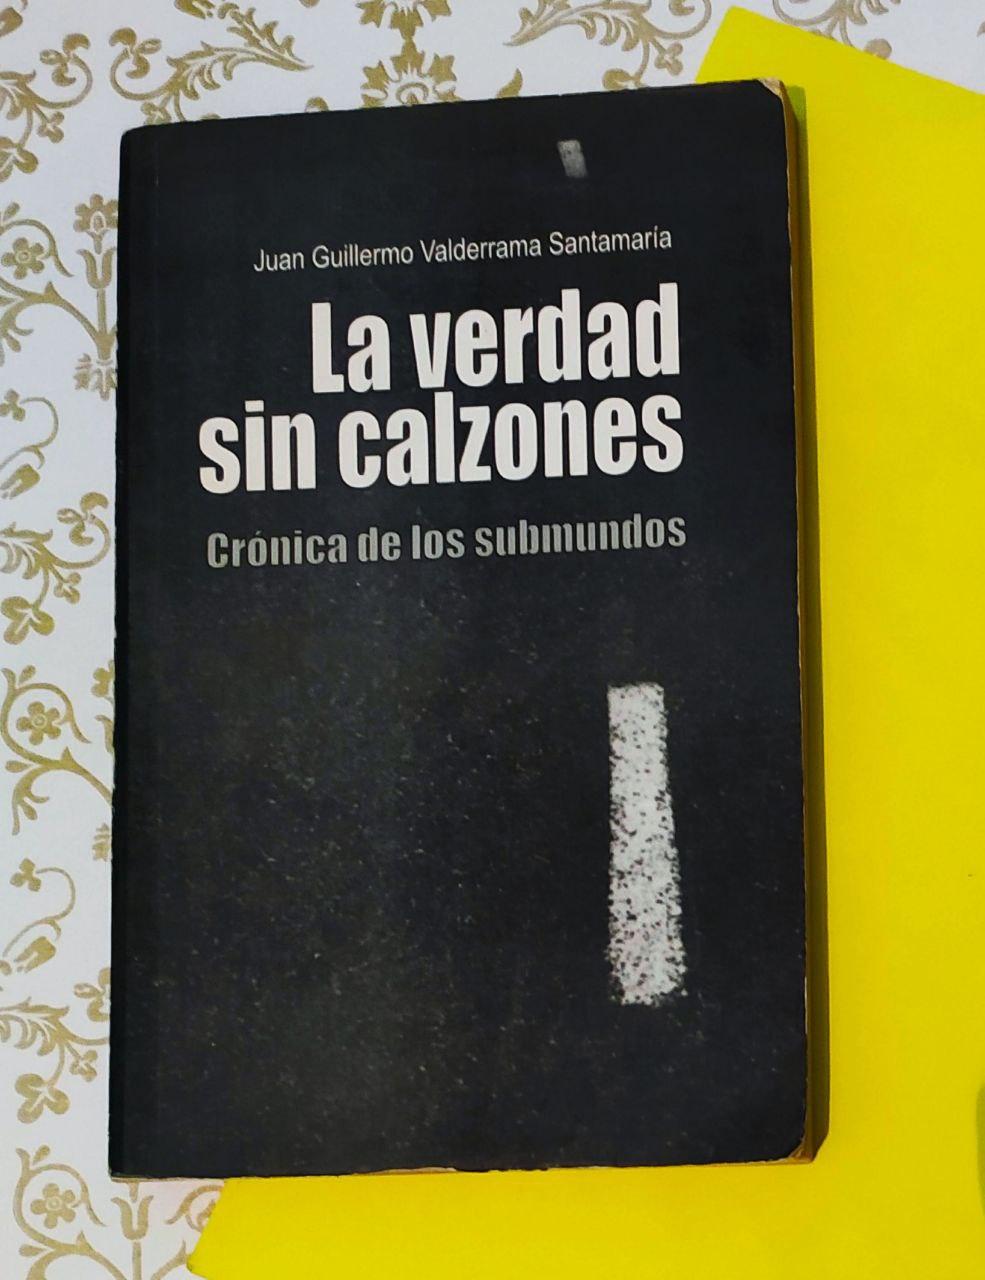 Juan Guillermo Valderrama Santamaría
La verdad
sin calzones
Crónica de los submundos